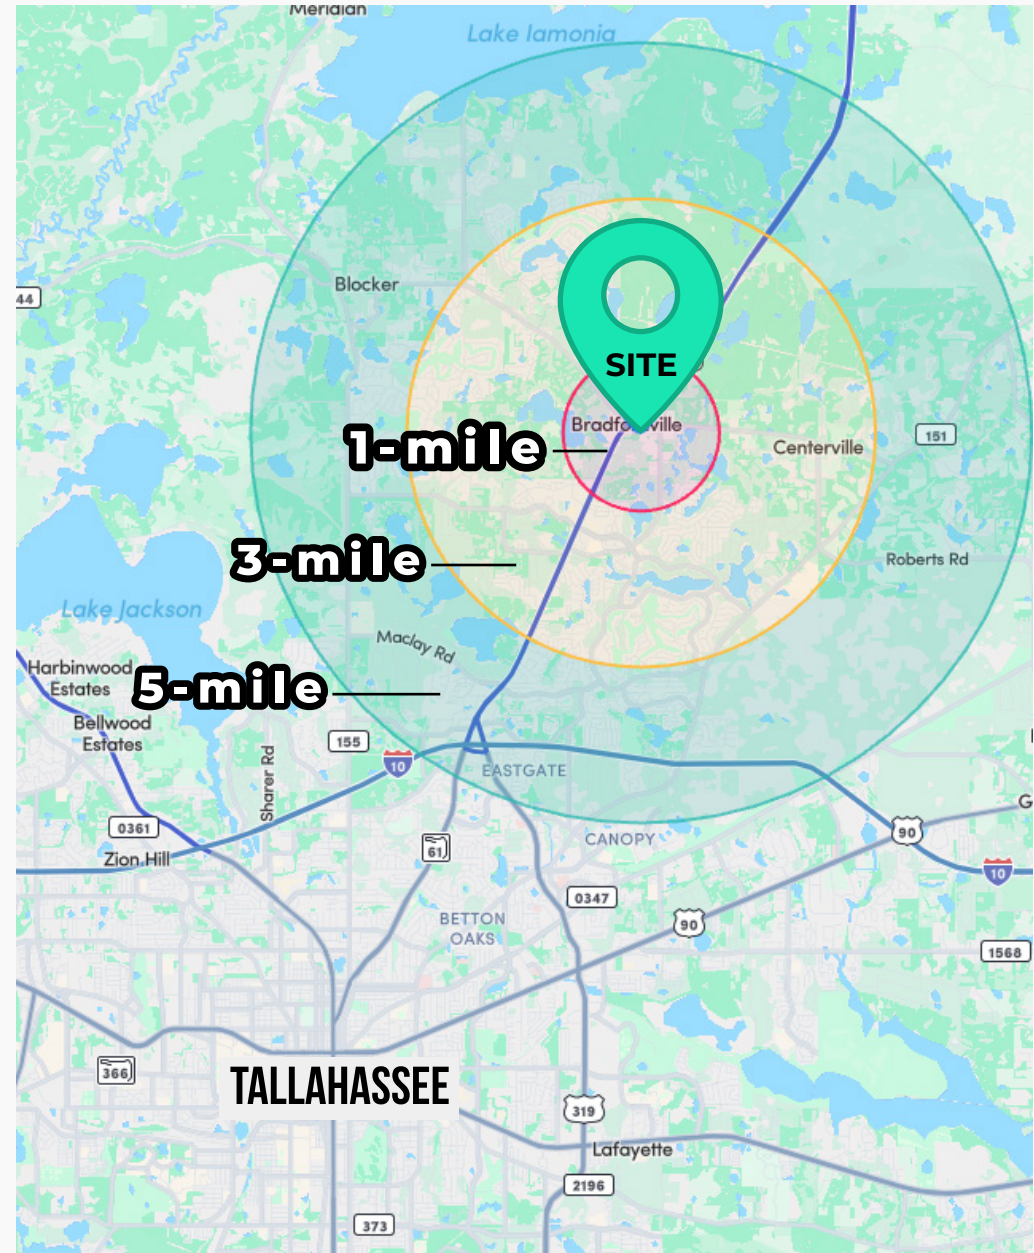 Meridian
Lake Iamonia
Blocker
44
SITE
1-mile
Centerville
151
3-mile
Roberts Rd
Lake Jackson
Maclay Rd
Harbinwood
Estates
5-mile
Bellwood
Estates
155
10
Sharer Rd
EASTGATE
0361
90
CANOPY
Zion Hill
61
10
0347
BETTON
OAKS
90
1568
366
TALLAHASSEE
319
Lafayette
2196
373